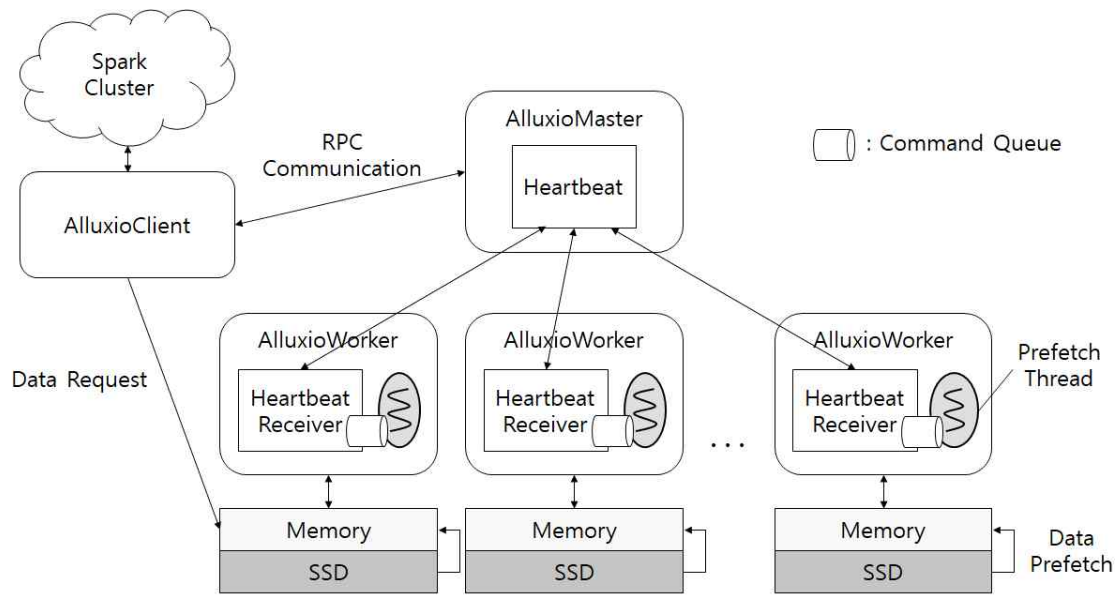 Spark
Cluster
AlluxioMaster
RPC
Communication
: Command Queue
Heartbeat
AlluxioClient
AlluxioWorker
AlluxioWorker
AlluxioWorker
Prefetch
Thread
Data Request
Heartbeat
Receiver
Heartbeat
Receiver
Heartbeat
Receiver
...
Memory
Memory
Memory
Data
Prefetch
SSD
SSD
SSD